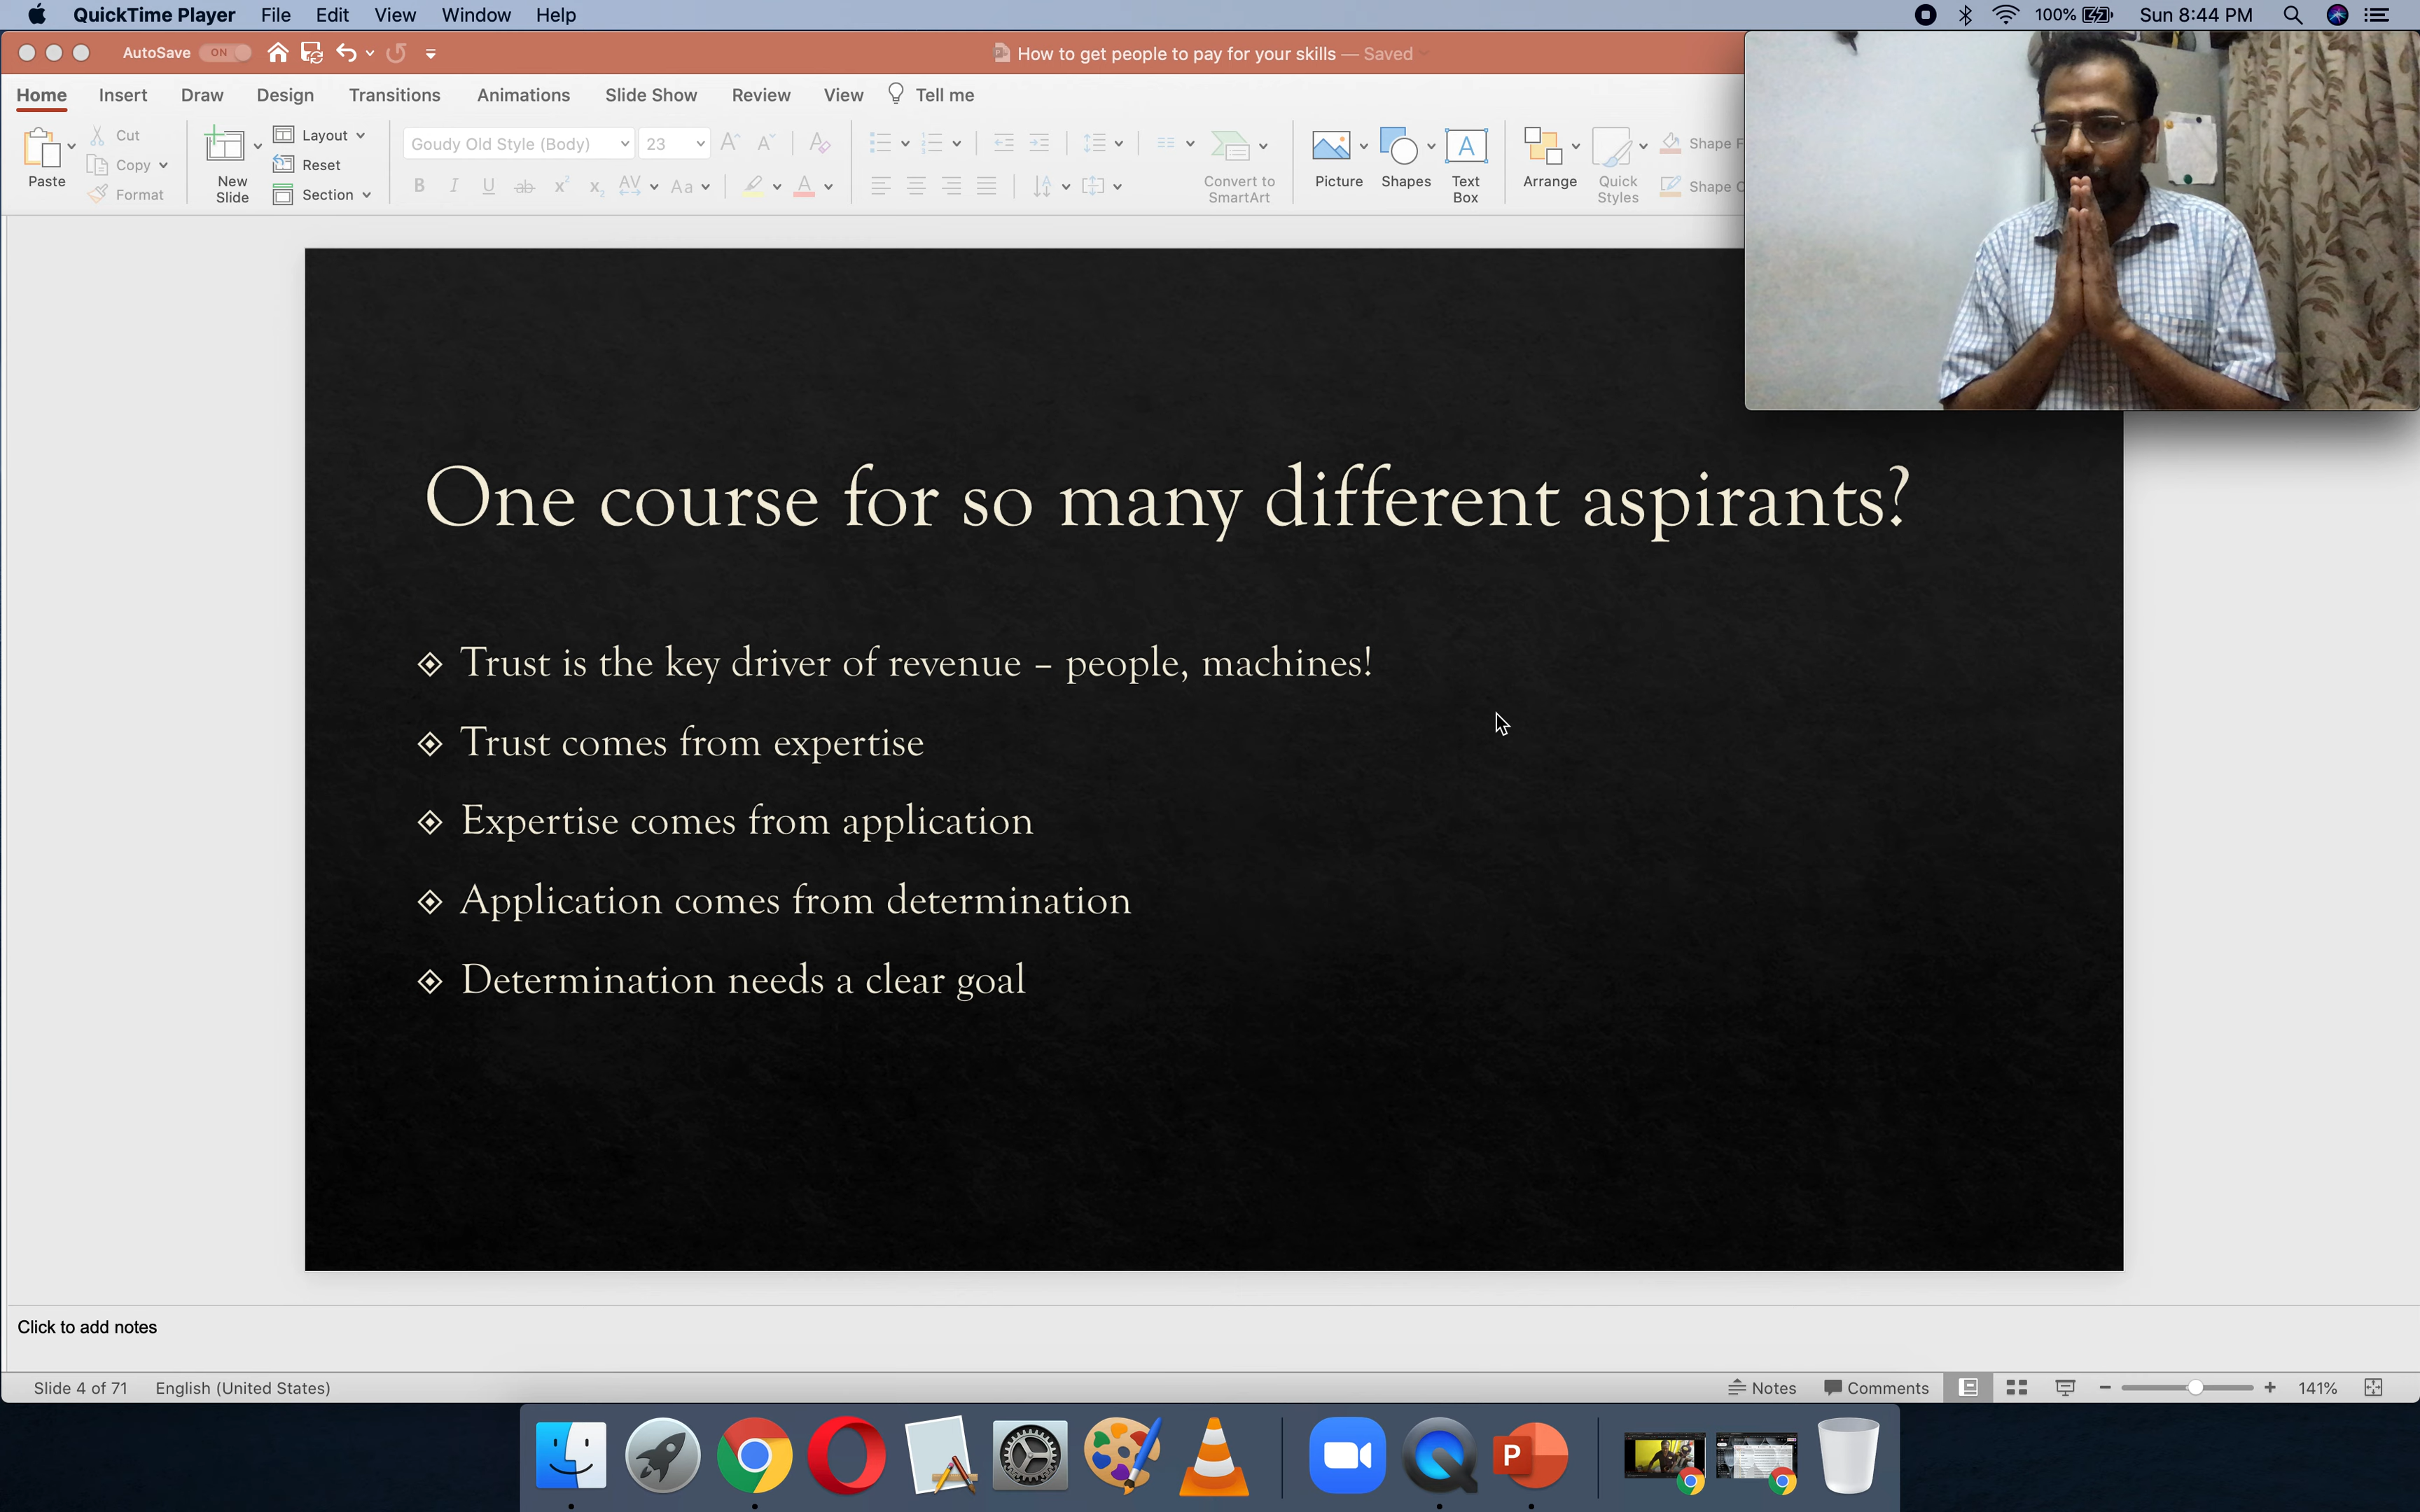 QuickTime Player File Edit View Window Help 100% Sun 8:44 PM
AutoSave ON How to get people to pay for your skills — Saved
Home Insert Draw Design Transitions Animations Slide Show Review View Tell me
Paste Cut Copy Format
New Slide Layout Reset Section
Goudy Old Style (Body) 23
B I U ab x² x₂ AV Aa A
Convert to SmartArt
Picture Shapes Text Box Arrange Quick Styles
Shape F
Shape O
One course for so many different aspirants?
Trust is the key driver of revenue – people, machines!
Trust comes from expertise
Expertise comes from application
Application comes from determination
Determination needs a clear goal
Click to add notes
Slide 4 of 71 English (United States) Notes Comments 141%
P